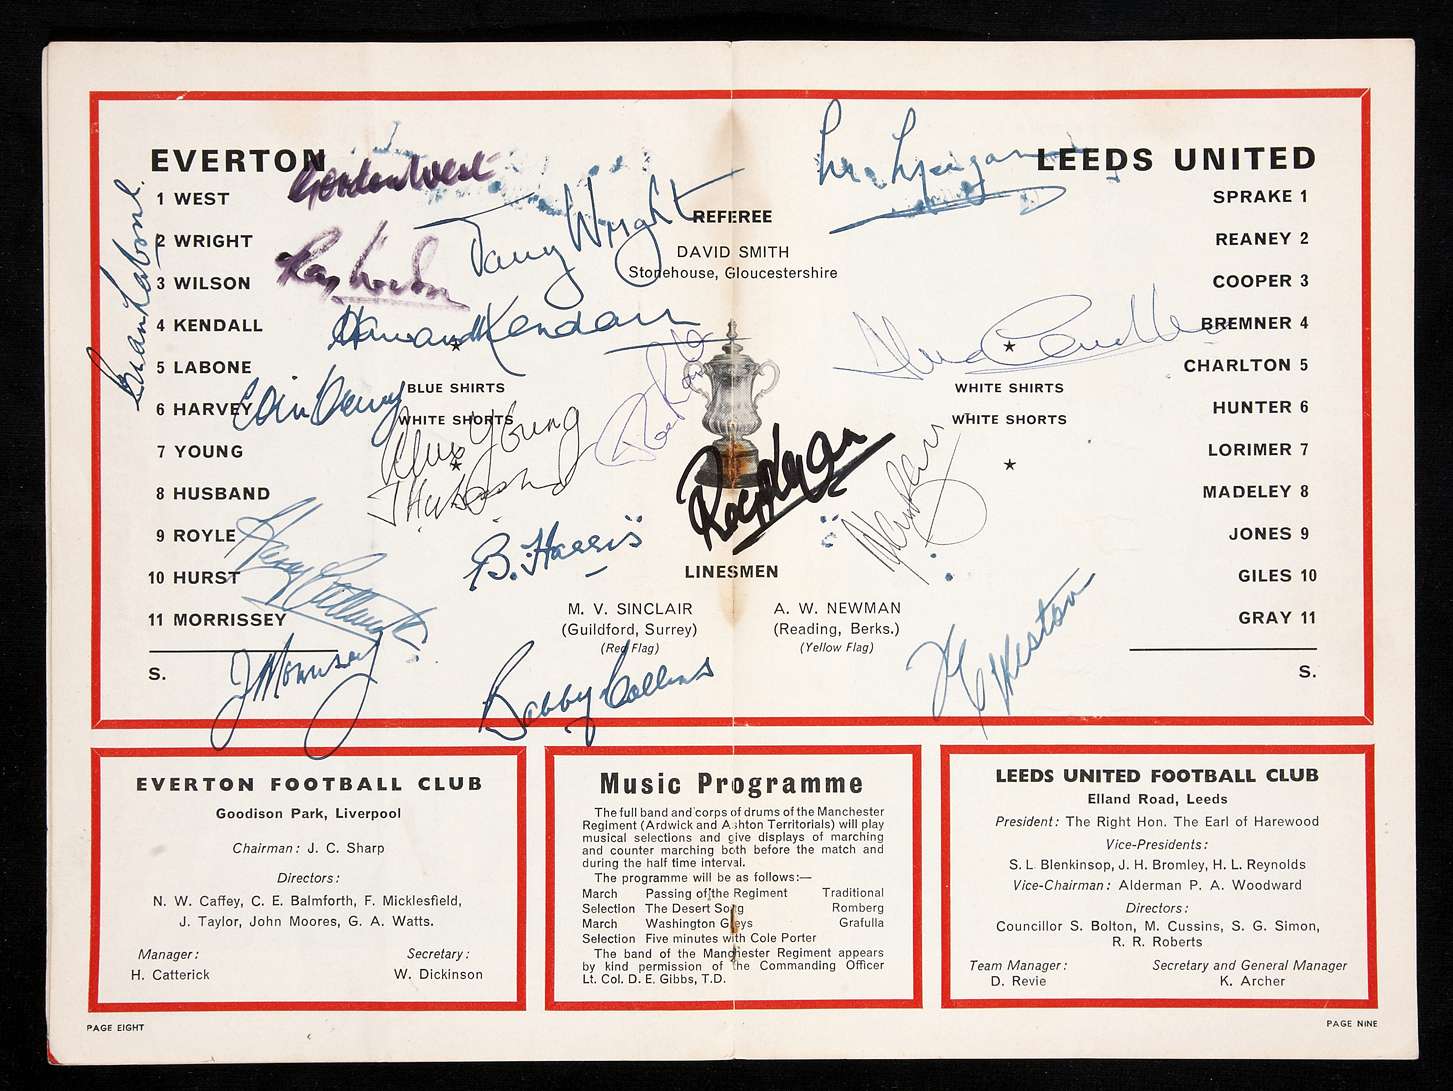 EVERTON
1 WEST
2 WRIGHT
3 WILSON
4 KENDALL
5 LABONE
6 HARVEY
7 YOUNG
8 HUSBAND
9 ROYLE
10 HURST
11 MORRISSEY
S.
Brian Labone
Gordon West
Ray Wilson
Tommy Wright
Howard Kendall
Colin Harvey
Alex Young
J Husband
B. Harris
J Morrissey
Bobby Collins
REFEREE
DAVID SMITH
Stonehouse, Gloucestershire
BLUE SHIRTS
WHITE SHORTS
WHITE SHIRTS
WHITE SHORTS
LINESMEN
M. V. SINCLAIR
(Guildford, Surrey)
(Red Flag)
A. W. NEWMAN
(Reading, Berks.)
(Yellow Flag)
LEEDS UNITED
SPRAKE 1
REANEY 2
COOPER 3
BREMNER 4
CHARLTON 5
HUNTER 6
LORIMER 7
MADELEY 8
JONES 9
GILES 10
GRAY 11
S.
EVERTON FOOTBALL CLUB
Goodison Park, Liverpool
Chairman: J. C. Sharp
Directors:
N. W. Caffey, C. E. Balmforth, F. Micklesfield,
J. Taylor, John Moores, G. A. Watts.
Manager:
H. Catterick
Secretary:
W. Dickinson
Music Programme
The full band and corps of drums of the Manchester
Regiment (Ardwick and Ashton Territorials) will play
musical selections and give displays of marching
and counter marching both before the match and
during the half time interval.
The programme will be as follows:—
March Passing of the Regiment Traditional
Selection The Desert Song Romberg
March Washington Greys Grafulla
Selection Five minutes with Cole Porter
The band of the Manchester Regiment appears
by kind permission of the Commanding Officer
Lt. Col. D. E. Gibbs, T.D.
LEEDS UNITED FOOTBALL CLUB
Elland Road, Leeds
President: The Right Hon. The Earl of Harewood
Vice-Presidents:
S. L Blenkinsop, J. H. Bromley, H. L. Reynolds
Vice-Chairman: Alderman P. A. Woodward
Directors:
Councillor S. Bolton, M. Cussins, S. G. Simon,
R. R. Roberts
Team Manager:
D. Revie
Secretary and General Manager
K. Archer
PAGE EIGHT
PAGE NINE